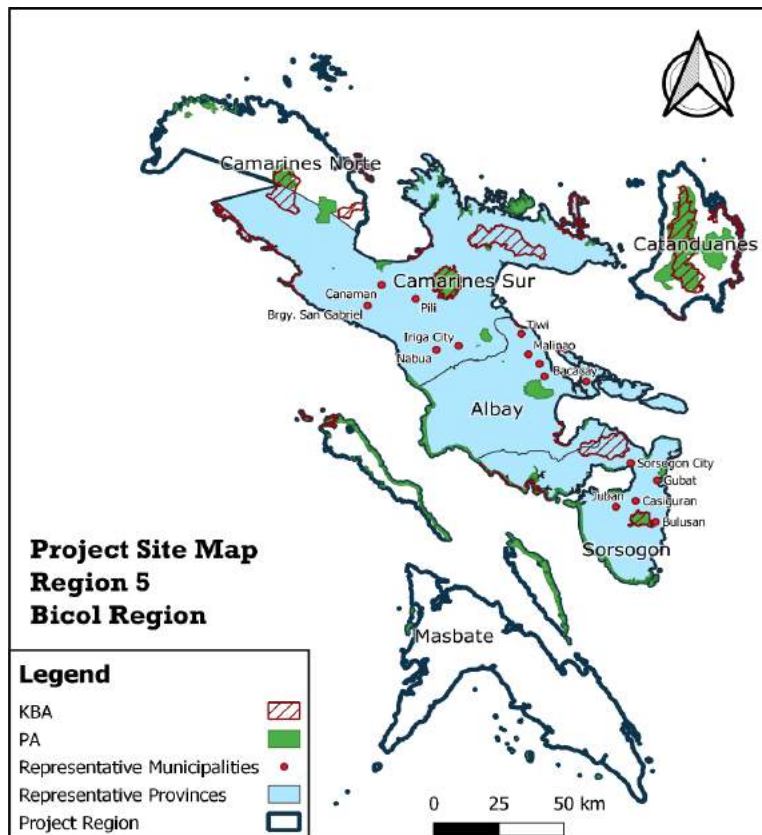 Camarines Norte
Catanduanes
Camarines Sur
Canaman
Pili
Brgy. San Gabriel
Tiwi
Iriga City
Malinao
Nabua
Bacacay
Albay
Sorsogon City
Gubat
Juban
Casiguran
Bulusan
Sorsogon
Project Site Map
Region 5
Bicol Region
Masbate
Legend
KBA
PA
Representative Municipalities
Representative Provinces
Project Region
0 25 50 km